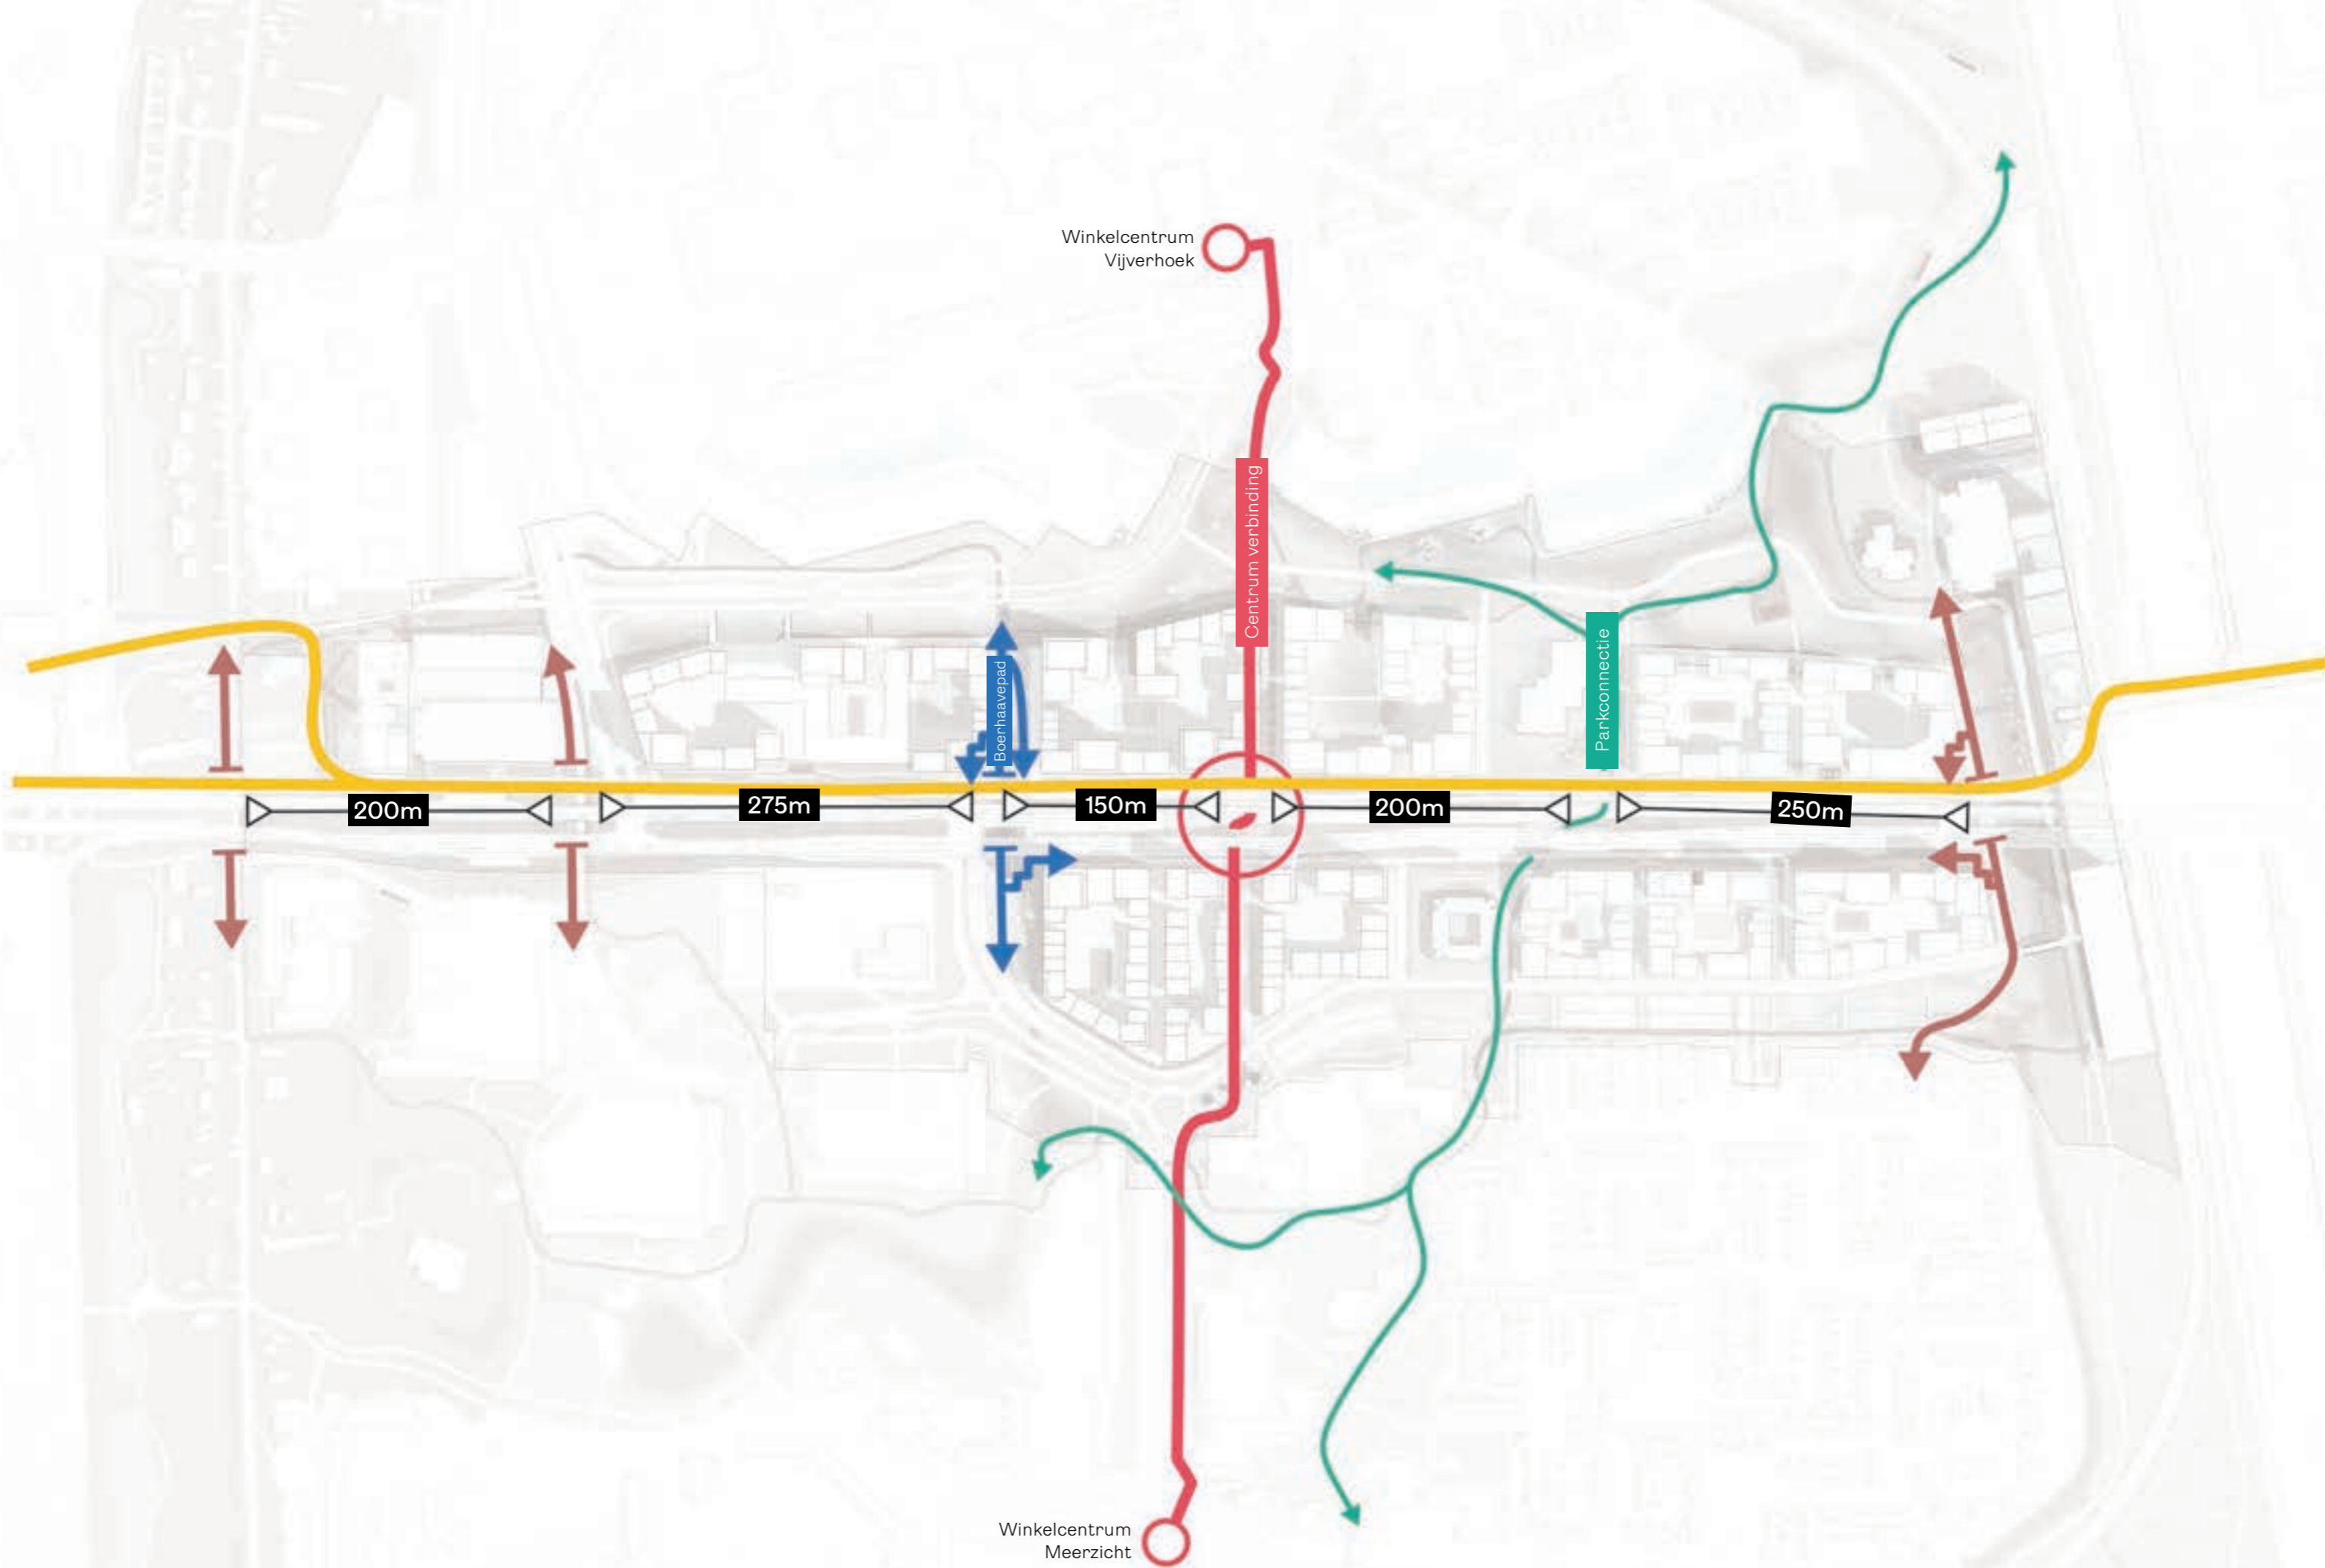 Winkelcentrum
Vijverhoek
Centrum verbinding
Parkconnectie
Boerhaavepad
200m
275m
150m
200m
250m
Winkelcentrum
Meerzicht